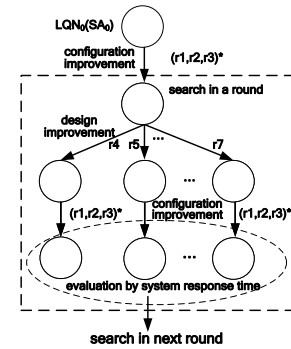 LQN0(SA0)
configuration
improvement
(r1,r2,r3)*
search in a round
design
improvement
r4 r5 ... r7
...
(r1,r2,r3)* configuration
improvement (r1,r2,r3)*
...
evaluation by system response time
search in next round